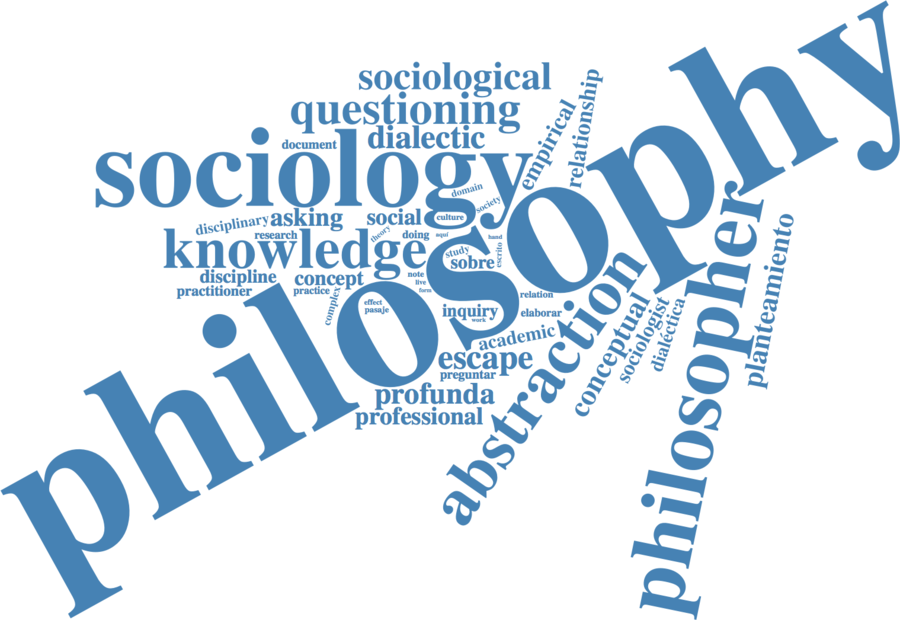 sociological
questioning
document
dialectic
empirical
relationship
sociology
philosophy
domain
society
culture
disciplinary
asking
social
research
theory
doing
aquí
hand
knowledge
study
sobre
escrito
discipline
concept
note
live
form
practitioner
practice
complex
effect
pasaje
relation
inquiry
work
elaborar
academic
escape
preguntar
profunda
professional
abstraction
conceptual
sociologist
dialéctica
philosopher
planteamiento